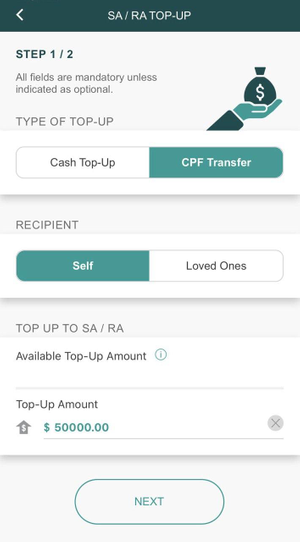 SA / RA TOP-UP
STEP 1 / 2
All fields are mandatory unless
indicated as optional.
TYPE OF TOP-UP
Cash Top-Up
CPF Transfer
RECIPIENT
Self
Loved Ones
TOP UP TO SA / RA
Available Top-Up Amount
Top-Up Amount
$ 50000.00
NEXT